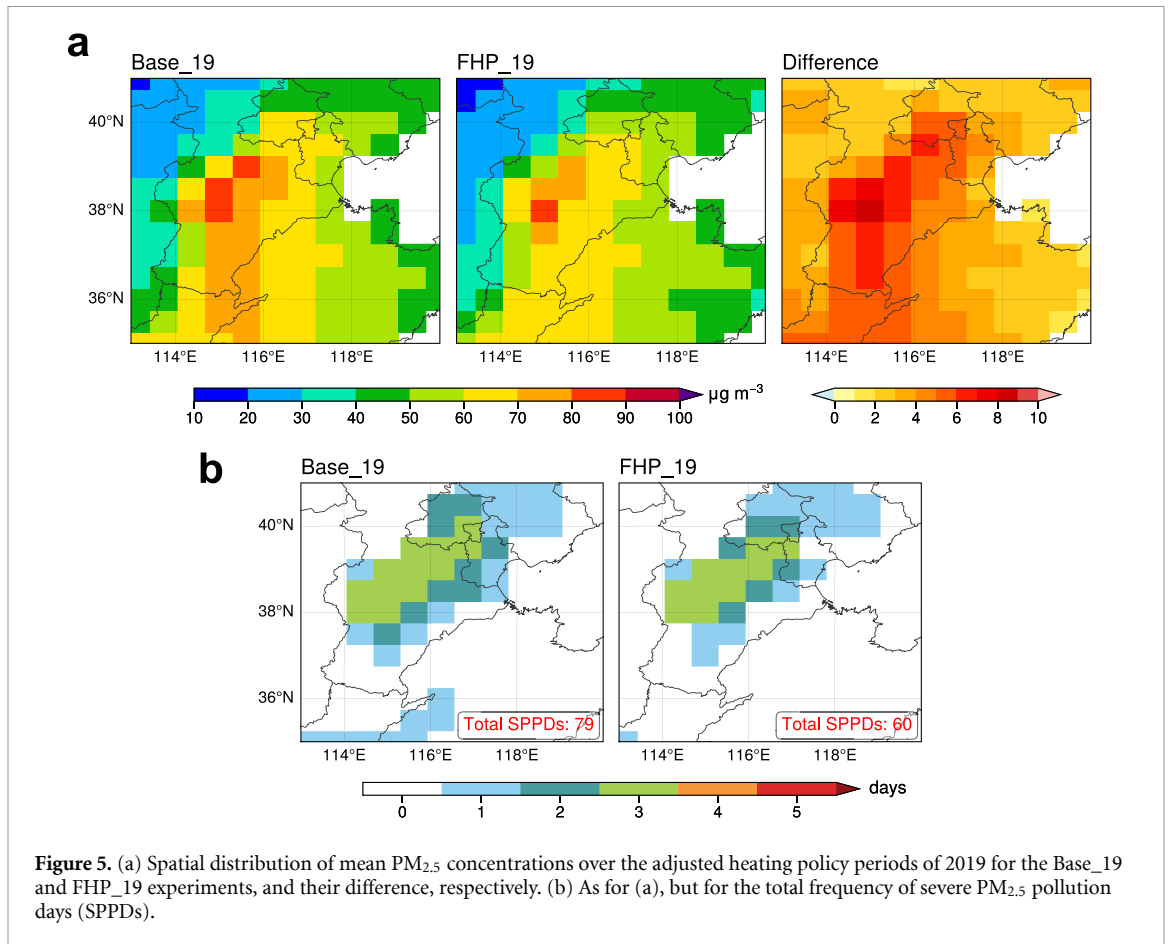 a
Base_19
FHP_19
Difference
40°N
38°N
36°N
114°E 116°E 118°E
114°E 116°E 118°E
114°E 116°E 118°E
10 20 30 40 50 60 70 80 90 100
µg m⁻³
0 2 4 6 8 10
b
Base_19
FHP_19
40°N
38°N
36°N
Total SPPDs: 79
Total SPPDs: 60
114°E 116°E 118°E
114°E 116°E 118°E
0 1 2 3 4 5
days
Figure 5. (a) Spatial distribution of mean PM₂.₅ concentrations over the adjusted heating policy periods of 2019 for the Base_19
and FHP_19 experiments, and their difference, respectively. (b) As for (a), but for the total frequency of severe PM₂.₅ pollution
days (SPPDs).